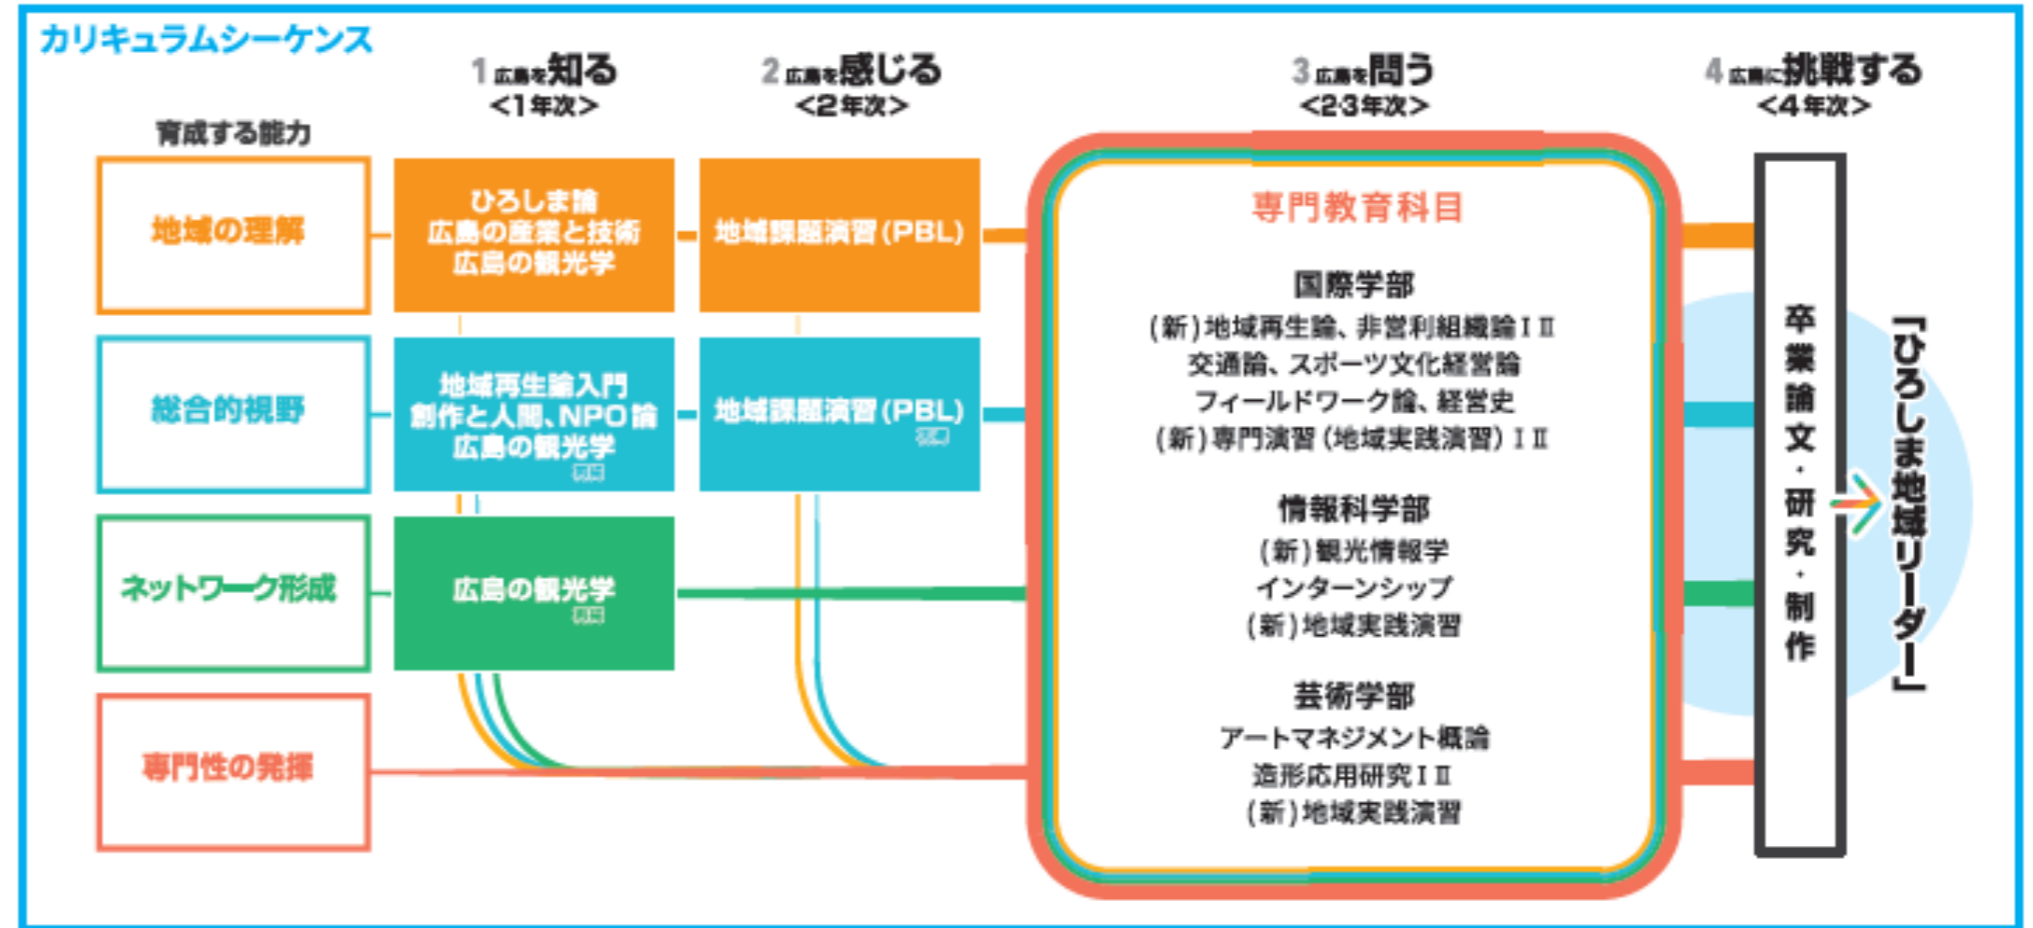 カリキュラムシーケンス
1 広島を知る
<1年次>
2 広島を感じる
<2年次>
3 広島を問う
<2·3年次>
4 広島に挑戦する
<4年次>
育成する能力
地域の理解
ひろしま論
広島の産業と技術
広島の観光学
地域課題演習(PBL)
総合的視野
地域再生論入門
創作と人間、NPO論
広島の観光学
地域課題演習(PBL)
ネットワーク形成
広島の観光学
専門性の発揮
専門教育科目
国際学部
(新)地域再生論、非営利組織論ⅠⅡ
交通論、スポーツ文化経営論
フィールドワーク論、経営史
(新)専門演習(地域実践演習)ⅠⅡ
情報科学部
(新)観光情報学
インターンシップ
(新)地域実践演習
芸術学部
アートマネジメント概論
造形応用研究ⅠⅡ
(新)地域実践演習
卒業論文・研究・制作
「ひろしま地域リーダー」